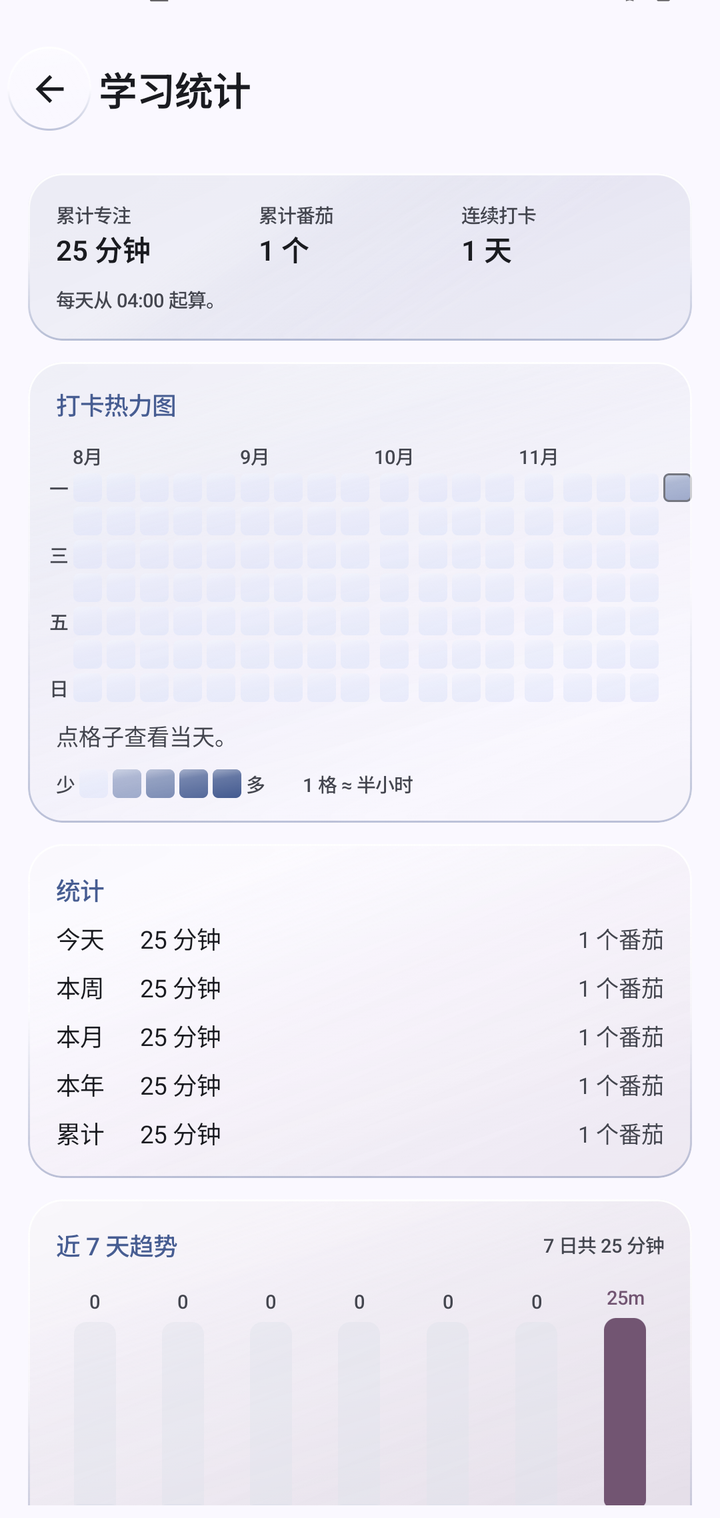 学习统计
累计专注 累计番茄 连续打卡
25 分钟 1 个 1 天
每天从 04:00 起算。
打卡热力图
8月 9月 10月 11月
一
三
五
日
点格子查看当天。
少 多 1 格 ≈ 半小时
统计
今天 25 分钟 1 个番茄
本周 25 分钟 1 个番茄
本月 25 分钟 1 个番茄
本年 25 分钟 1 个番茄
累计 25 分钟 1 个番茄
近 7 天趋势 7 日共 25 分钟
0 0 0 0 0 0 25m